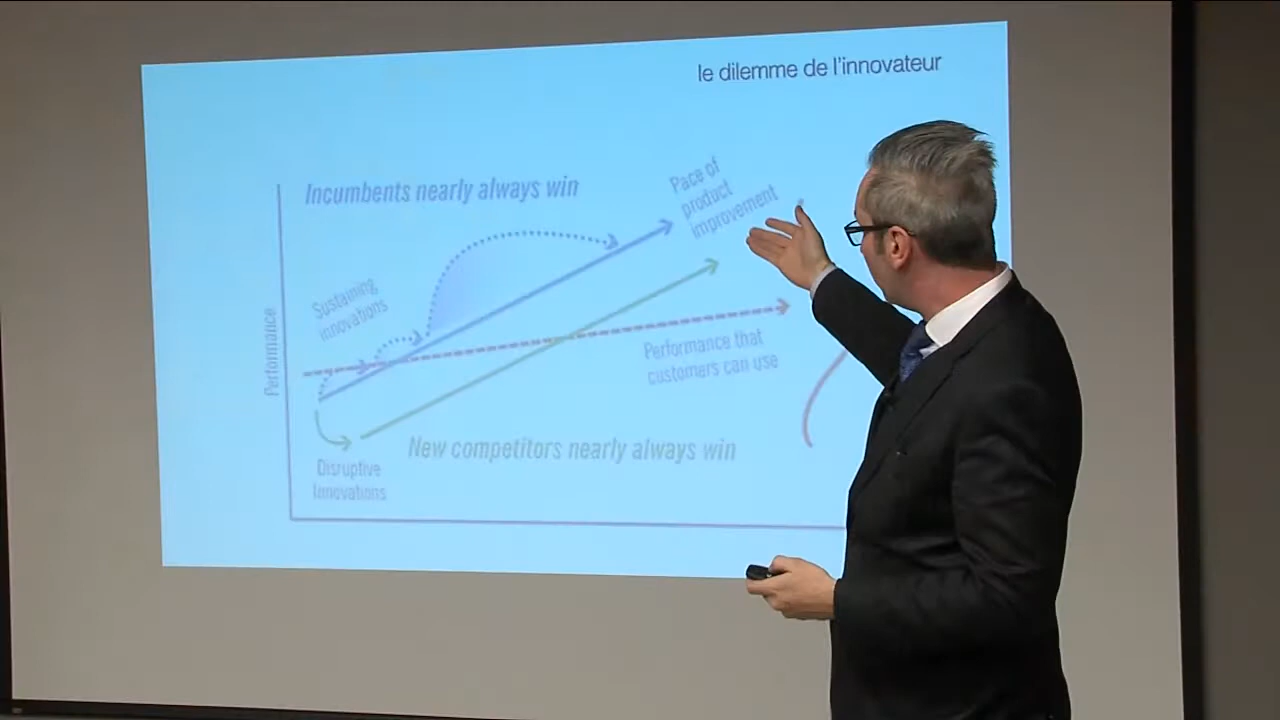 le dilemme de l'innovateur
Incumbents nearly always win
Pace of
product
improvement
Sustaining
innovations
Performance
Performance that
customers can use
New competitors nearly always win
Disruptive
Innovations